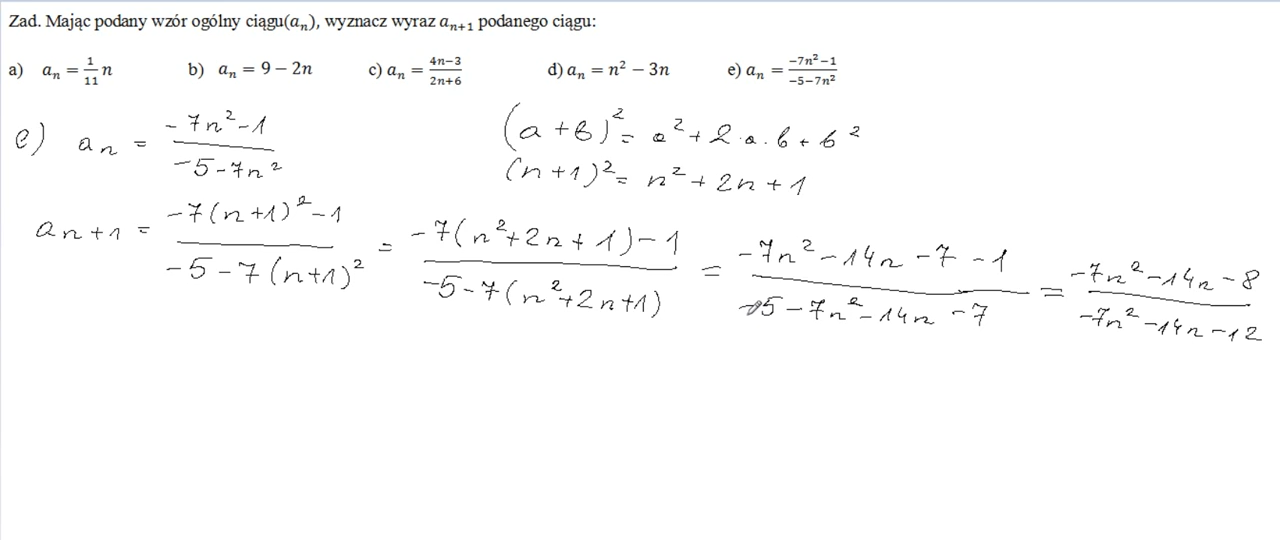 Zad. Mając podany wzór ogólny ciągu(aₙ), wyznacz wyraz aₙ₊₁ podanego ciągu:
a) aₙ = 1/11 n b) aₙ = 9 − 2n c) aₙ = (4n−3)/(2n+6) d) aₙ = n² − 3n e) aₙ = (−7n²−1)/(−5−7n²)
e) aₙ = (−7n²−1)/(−5−7n²)
(a+b)² = a²+2·a·b+b²
(n+1)² = n²+2n+1
aₙ₊₁ = (−7(n+1)²−1)/(−5−7(n+1)²) = (−7(n²+2n+1)−1)/(−5−7(n²+2n+1)) = (−7n²−14n−7−1)/(−5−7n²−14n−7) = (−7n²−14n−8)/(−7n²−14n−12)